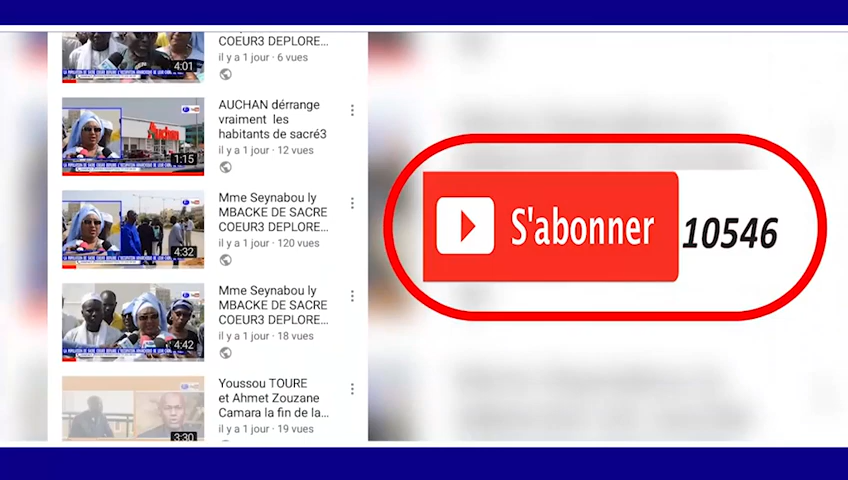 COEUR3 DEPLORE...
il y a 1 jour · 6 vues
4:01
AUCHAN dérrange
vraiment les
habitants de sacré3
il y a 1 jour · 12 vues
Auchan
1:15
Mme Seynabou ly
MBACKE DE SACRE
COEUR3 DEPLORE...
il y a 1 jour · 120 vues
4:32
Mme Seynabou ly
MBACKE DE SACRE
COEUR3 DEPLORE...
il y a 1 jour · 18 vues
4:42
Youssou TOURE
et Ahmet Zouzane
Camara la fin de la...
il y a 1 jour · 19 vues
3:30
S'abonner
10546